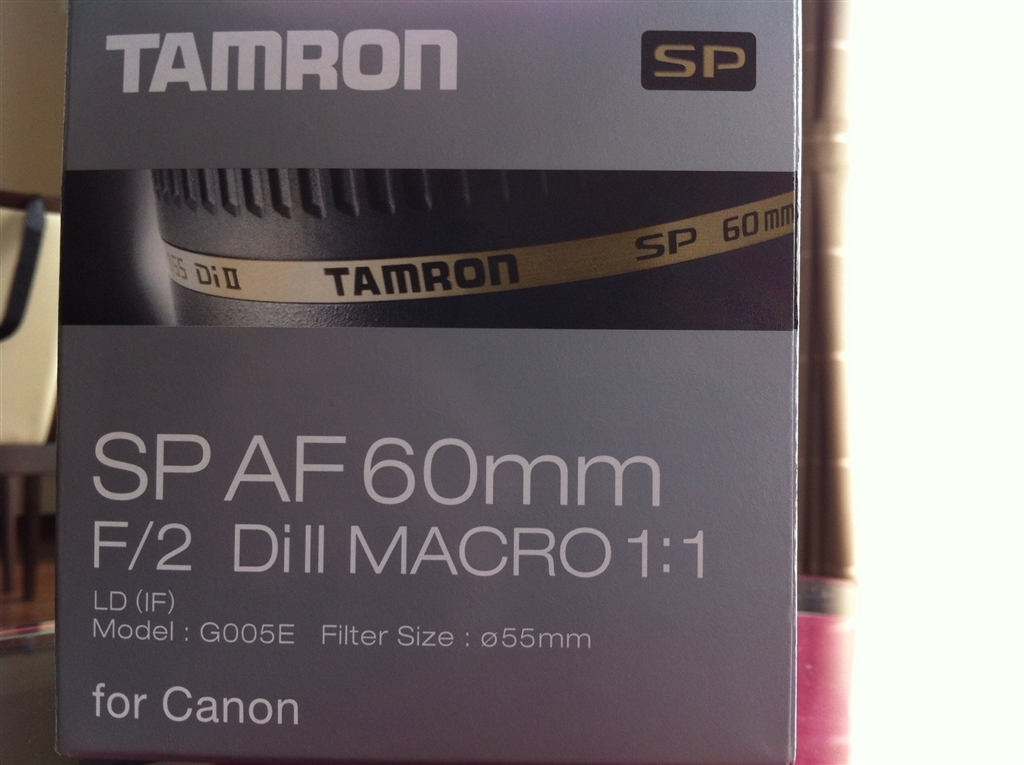 TAMRON SP
Di II TAMRON SP 60mm
SP AF 60mm
F/2 Di II MACRO 1:1
LD (IF)
Model : G005E Filter Size : ø55mm
for Canon